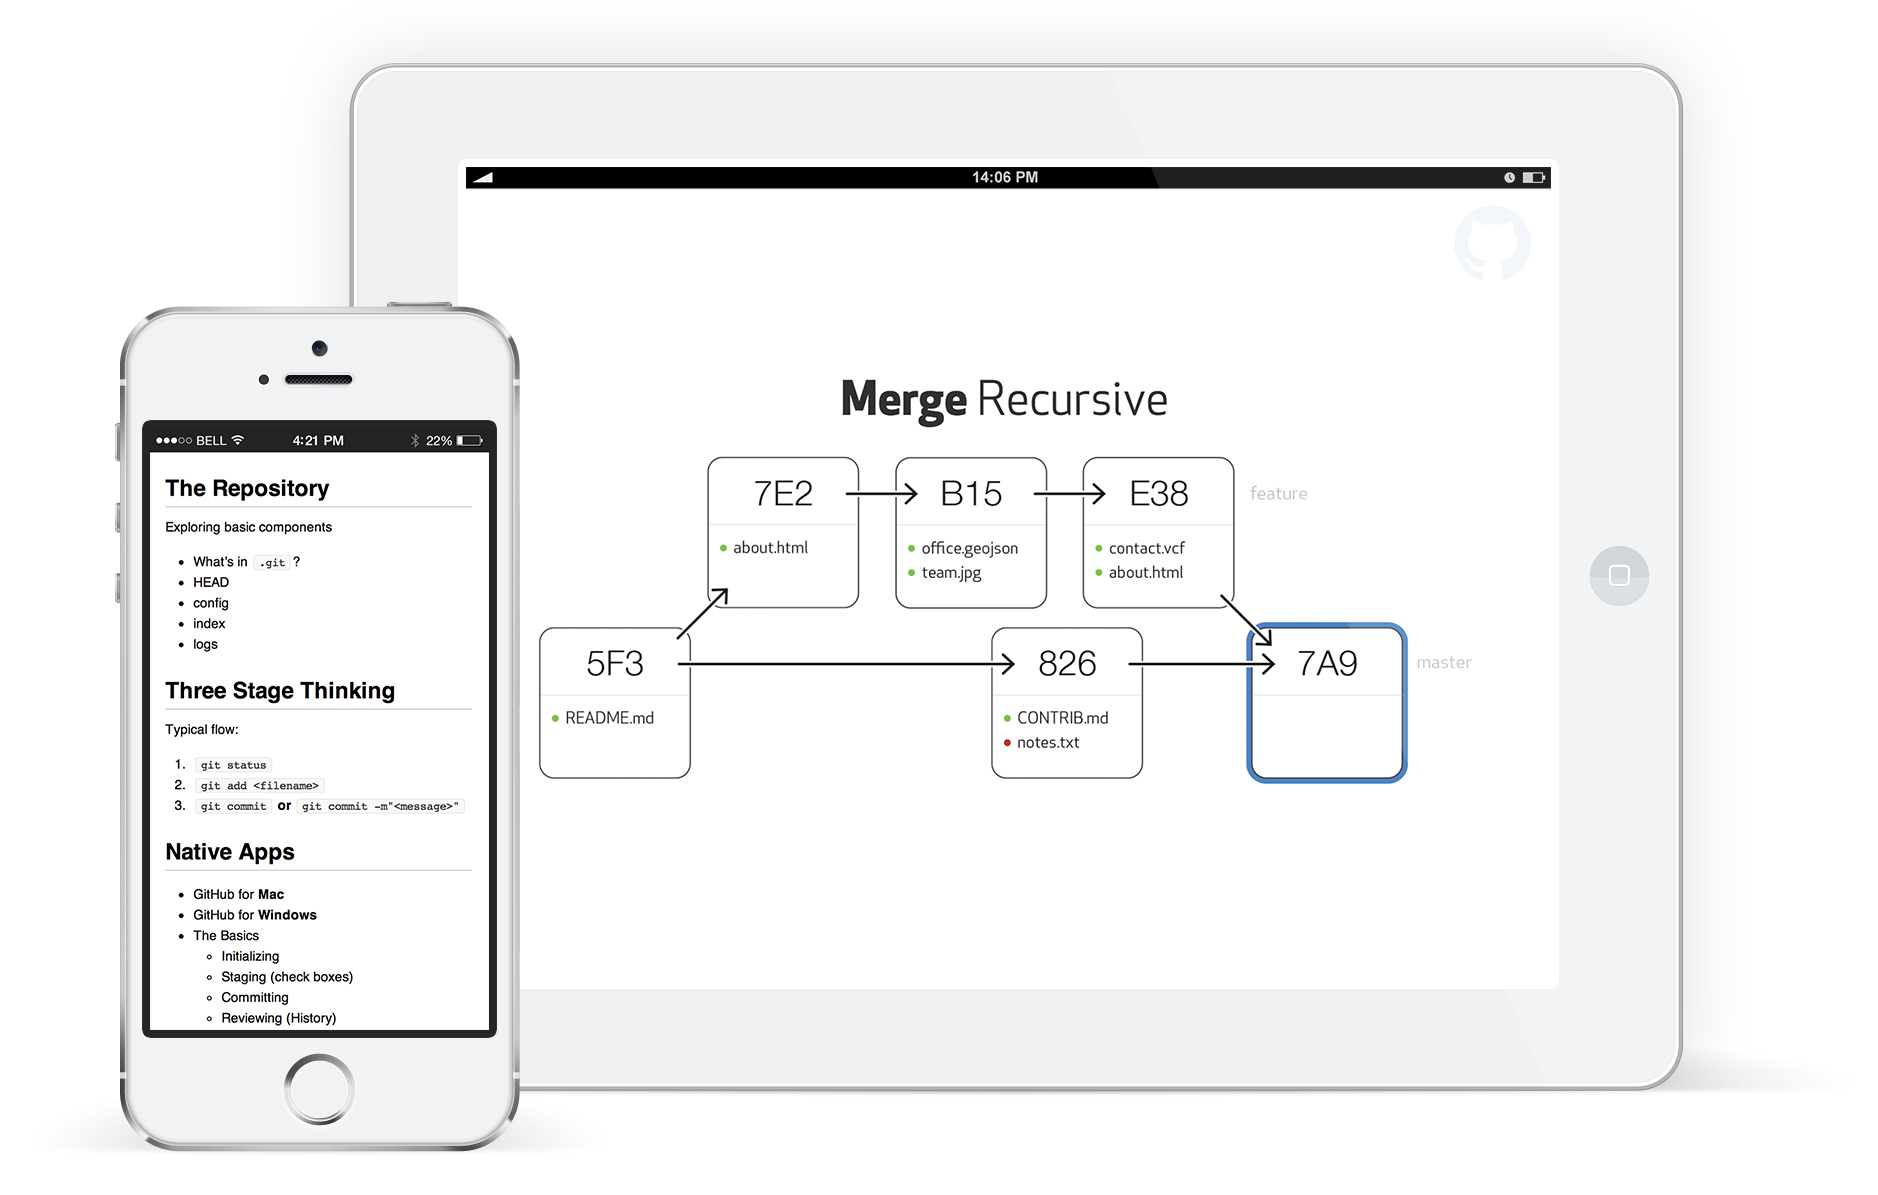 14:06 PM
Merge Recursive
7E2
B15
E38
feature
about.html
office.geojson
team.jpg
contact.vcf
about.html
5F3
826
7A9
master
README.md
CONTRIB.md
notes.txt
BELL
4:21 PM
22%
The Repository
Exploring basic components
What's in .git ?
HEAD
config
index
logs
Three Stage Thinking
Typical flow:
1. git status
2. git add <filename>
3. git commit or git commit -m"<message>"
Native Apps
GitHub for Mac
GitHub for Windows
The Basics
Initializing
Staging (check boxes)
Committing
Reviewing (History)